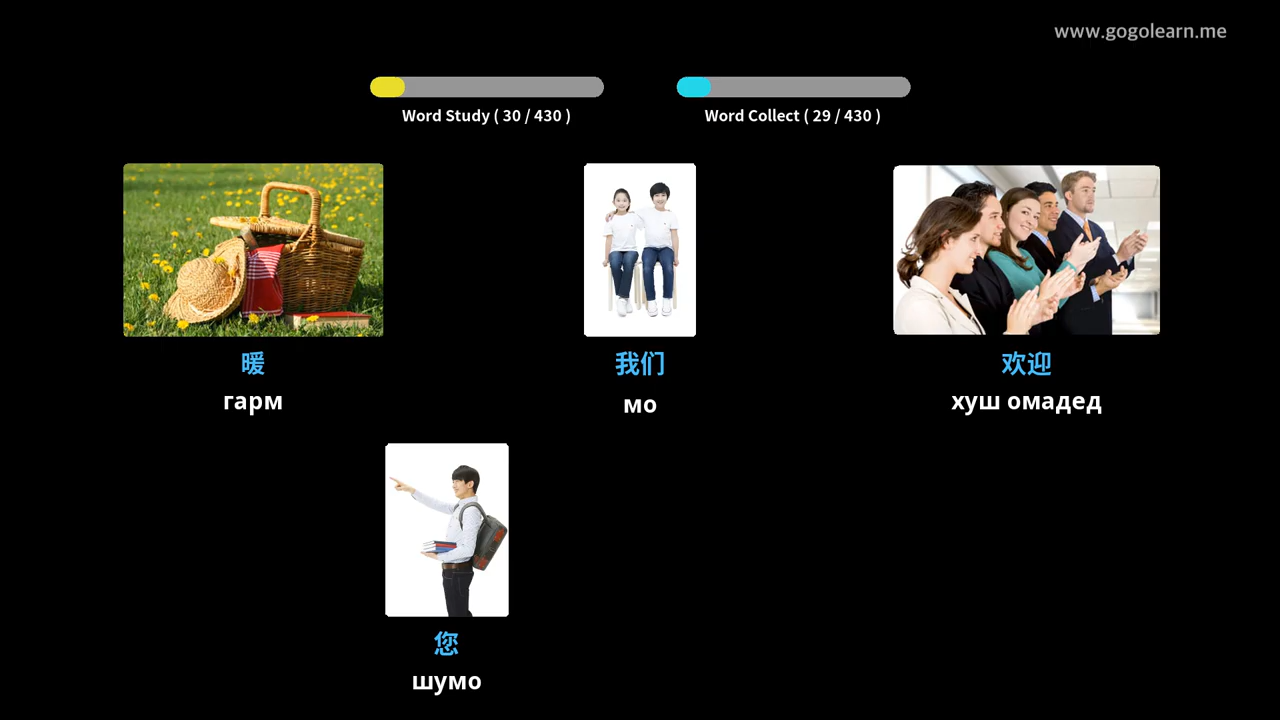 www.gogolearn.me
Word Study ( 30 / 430 )
Word Collect ( 29 / 430 )
暖
гарм
我们
мо
欢迎
хуш омадед
您
шумо